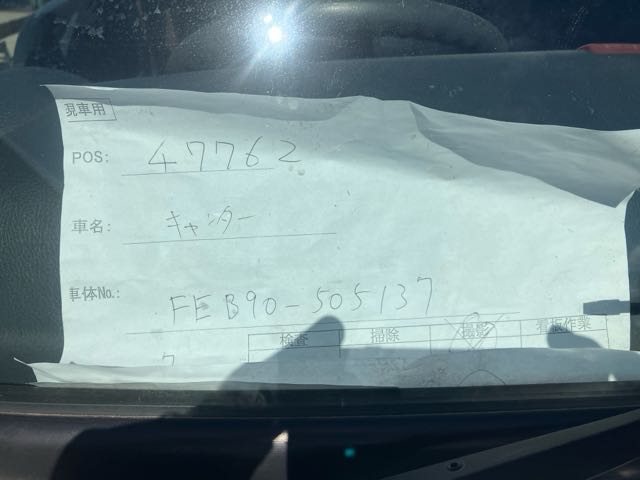 現車用
POS: 47762
車名: キャンター
車体No.: FEB90-505137
検査 掃除 撮影 看板作業